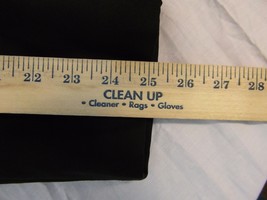 22 23 24 25 26 27 28
CLEAN UP
• Cleaner • Rags • Gloves